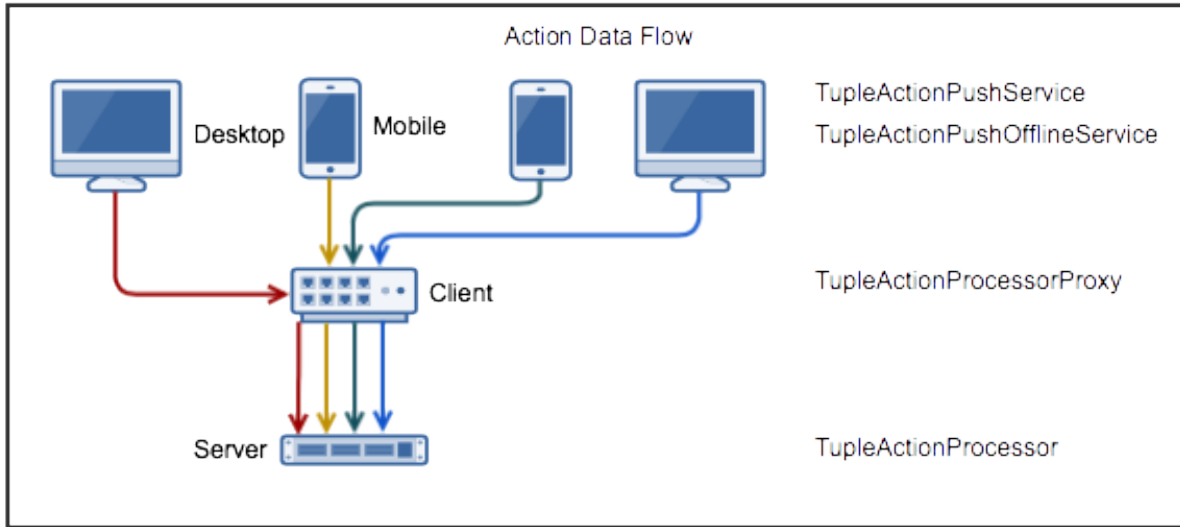 Action Data Flow
TupleActionPushService
Desktop
Mobile
TupleActionPushOfflineService
Client
TupleActionProcessorProxy
Server
TupleActionProcessor